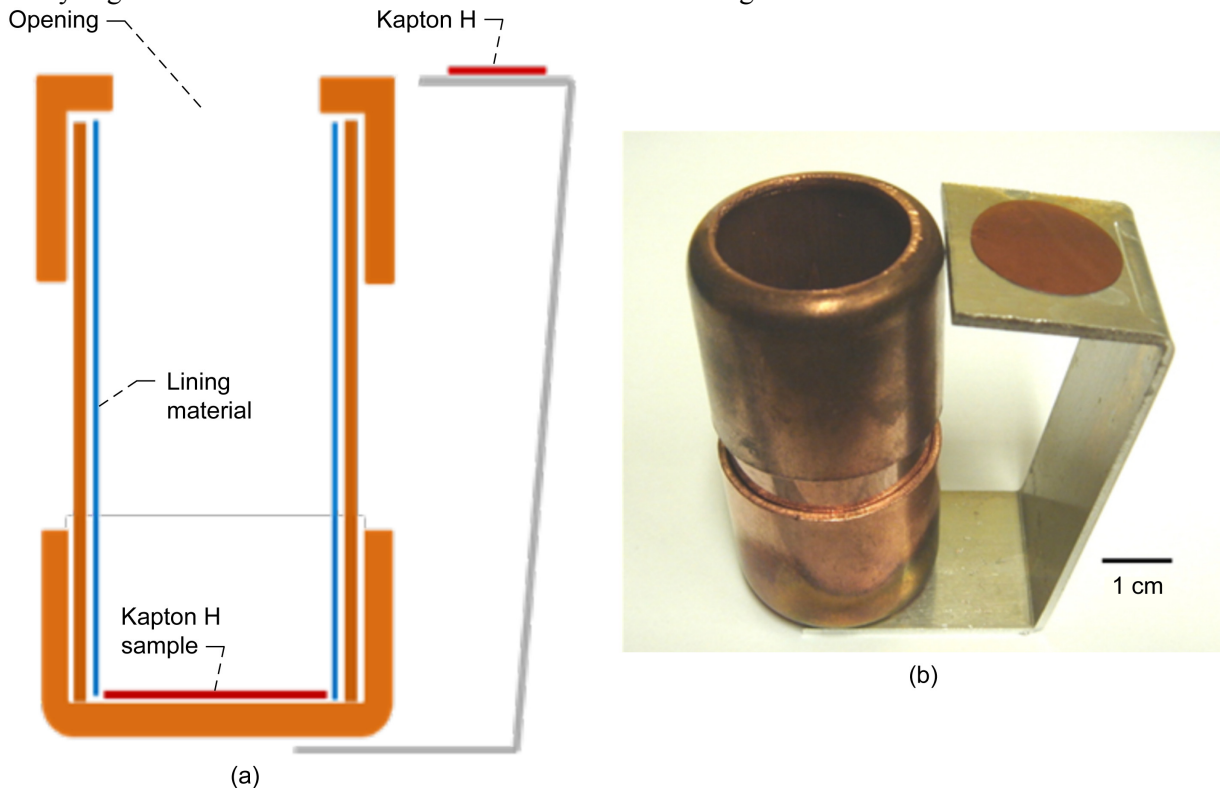 Opening
Kapton H
Lining
material
Kapton H
sample
1 cm
(a)
(b)